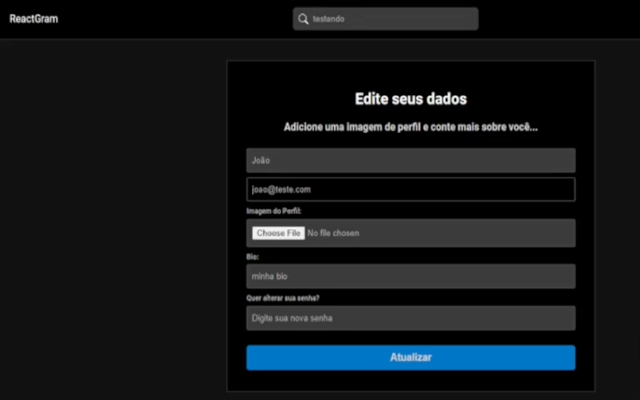 ReactGram
testando
Edite seus dados
Adicione uma imagem de perfil e conte mais sobre você...
João
joao@teste.com
Imagem do Perfil:
Choose File No file chosen
Bio:
minha bio
Quer alterar sua senha?
Digite sua nova senha
Atualizar